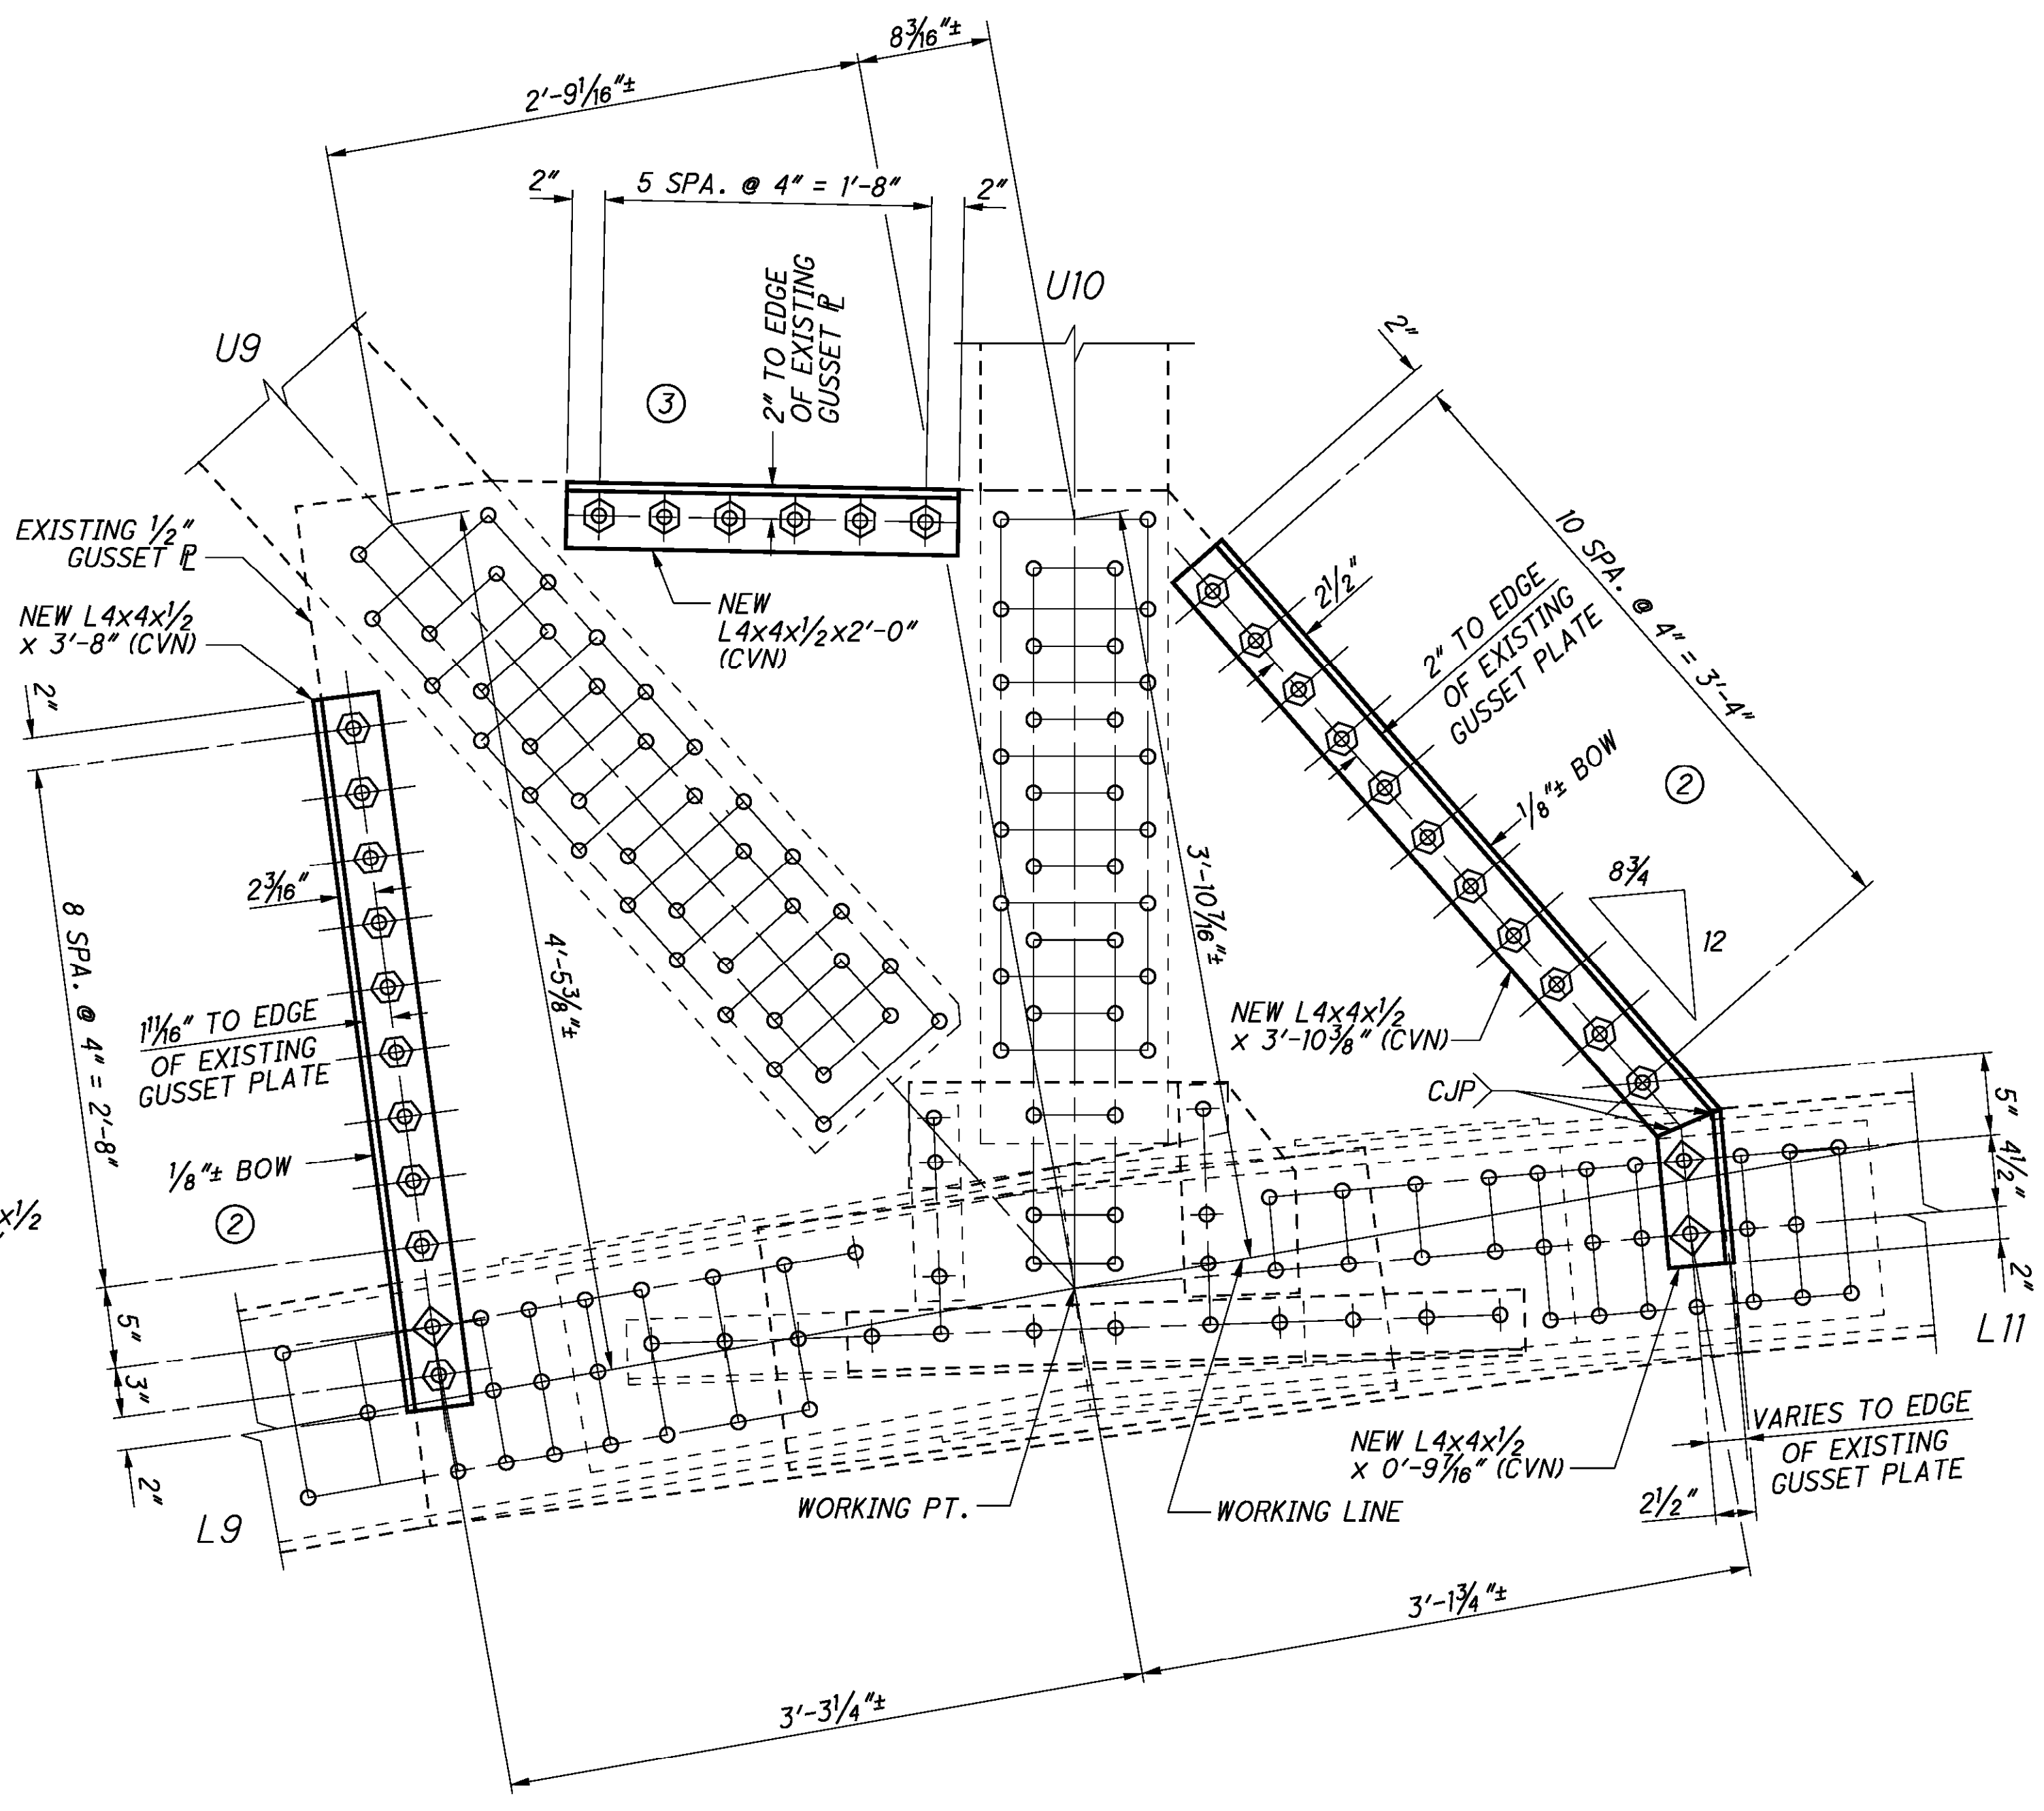 8 3/16"±
2'-9 1/16"±
2"
5 SPA. @ 4" = 1'-8"
2"
U10
2" TO EDGE
OF EXISTING
GUSSET ⅊
3
U9
2"
10 SPA. @ 4" = 3'-4"
EXISTING 1/2"
GUSSET ⅊
NEW L4x4x1/2
x 3'-8" (CVN)
2"
NEW
L4x4x1/2x2'-0"
(CVN)
2 1/2"
2" TO EDGE
OF EXISTING
GUSSET PLATE
1/8"± BOW
2
8 3/4
12
2 3/16"
8 SPA. @ 4" = 2'-8"
1 11/16" TO EDGE
OF EXISTING
GUSSET PLATE
4'-5 3/8"±
3'-10 7/16"±
NEW L4x4x1/2
x 3'-10 3/8" (CVN)
CJP
1/8"± BOW
2
x1/2
5"
4 1/2"
2"
5"
3"
2"
L9
L11
WORKING PT.
WORKING LINE
NEW L4x4x1/2
x 0'-9 7/16" (CVN)
VARIES TO EDGE
OF EXISTING
GUSSET PLATE
2 1/2"
3'-1 3/4"±
3'-3 1/4"±